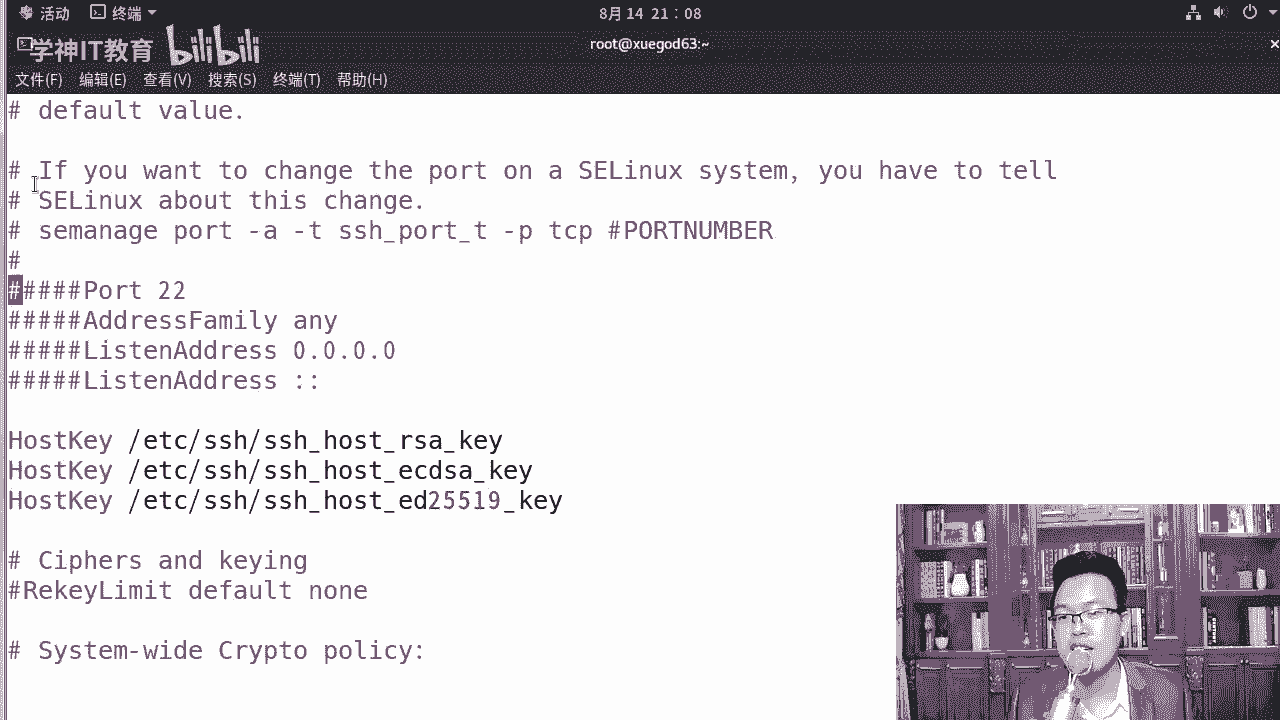 活动 终端 8月 14 21：08
学神IT教育 bilibili root@xuegod63:~ ×
文件(F) 编辑(E) 查看(V) 搜索(S) 终端(T) 帮助(H)
# default value.
# If you want to change the port on a SELinux system, you have to tell
# SELinux about this change.
# semanage port -a -t ssh_port_t -p tcp #PORTNUMBER
#
#####Port 22
#####AddressFamily any
#####ListenAddress 0.0.0.0
#####ListenAddress ::
HostKey /etc/ssh/ssh_host_rsa_key
HostKey /etc/ssh/ssh_host_ecdsa_key
HostKey /etc/ssh/ssh_host_ed25519_key
# Ciphers and keying
#RekeyLimit default none
# System-wide Crypto policy: